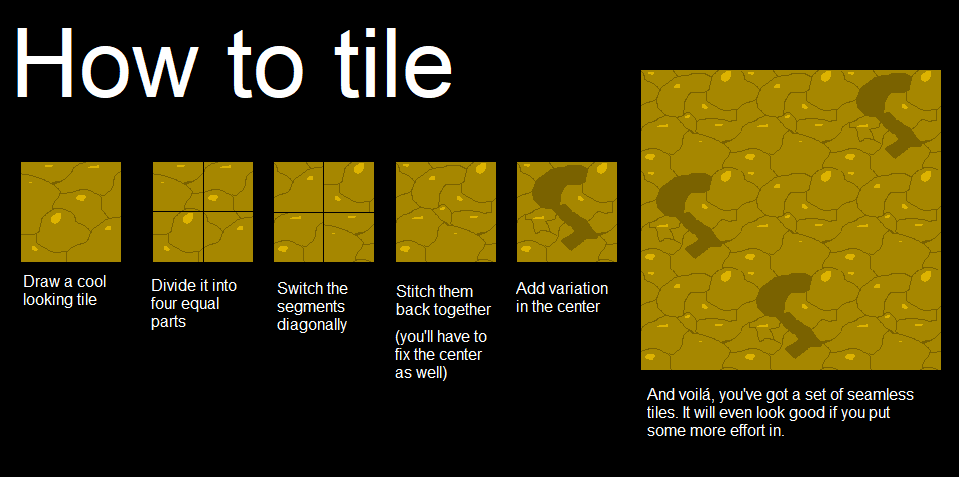 How to tile
Draw a cool
looking tile
Divide it into
four equal
parts
Switch the
segments
diagonally
Stitch them
back together
(you'll have to
fix the center
as well)
Add variation
in the center
And voilá, you've got a set of seamless
tiles. It will even look good if you put
some more effort in.